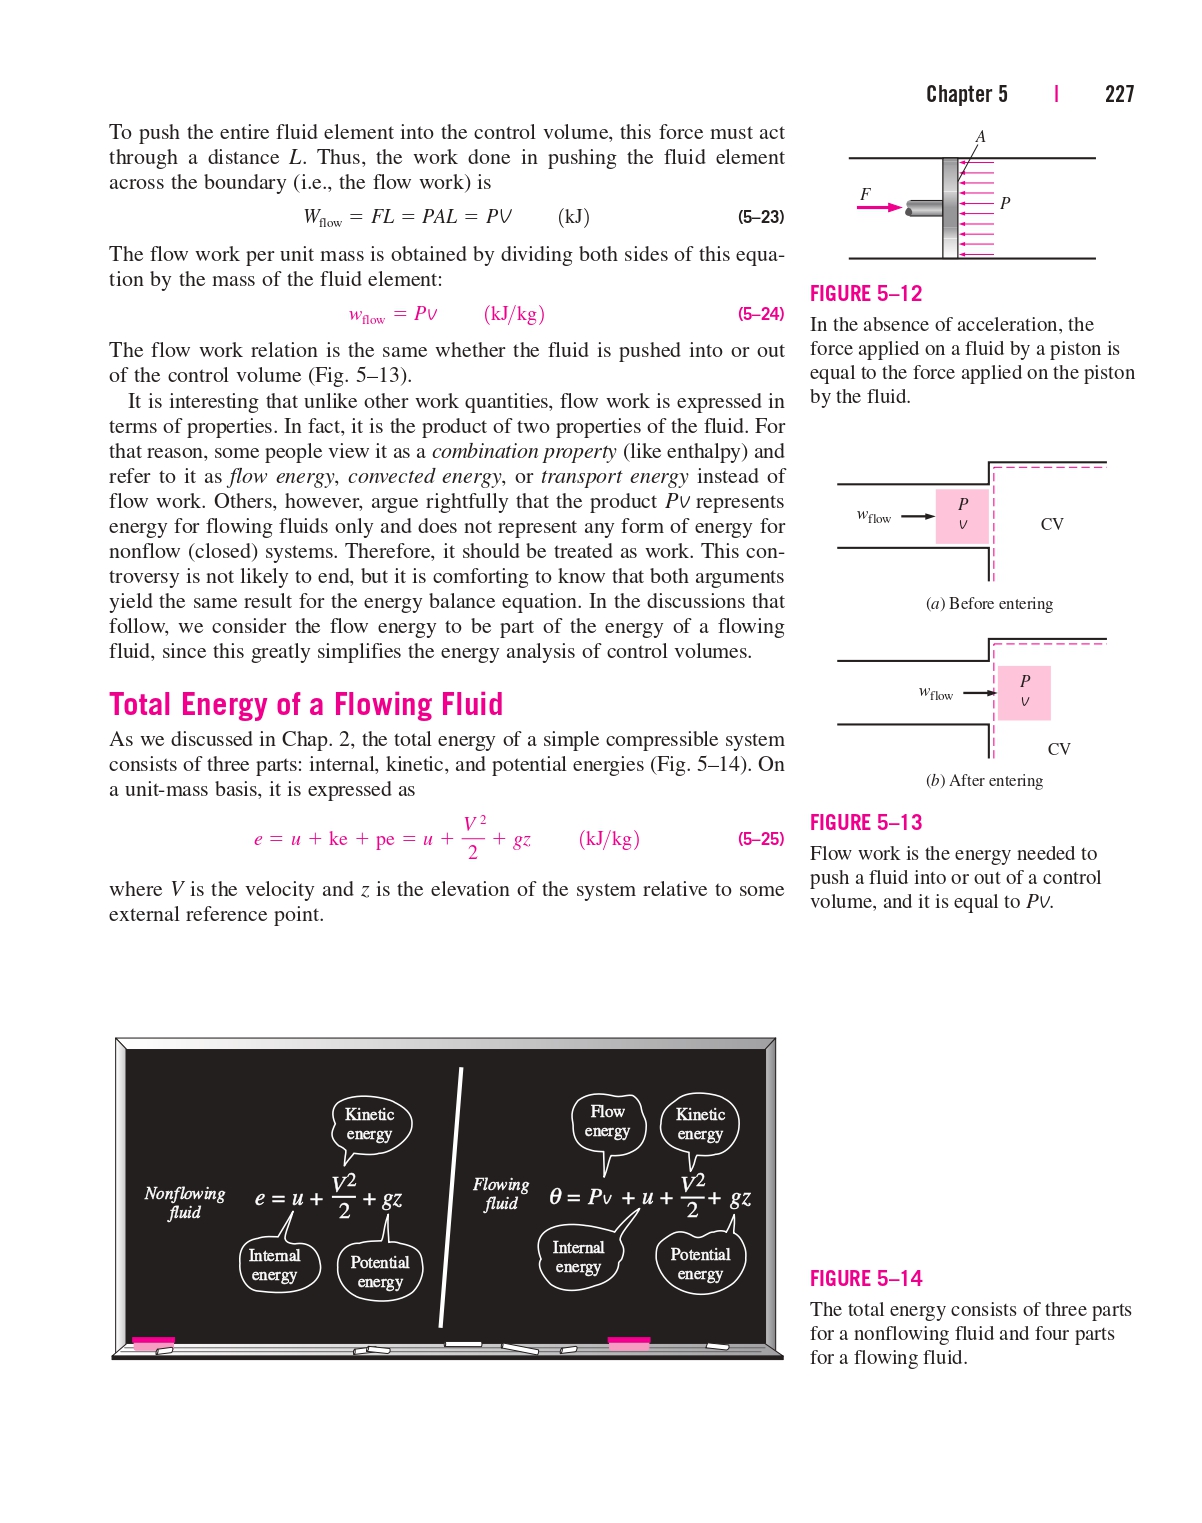 Chapter 5 | 227
To push the entire fluid element into the control volume, this force must act
through a distance L. Thus, the work done in pushing the fluid element
across the boundary (i.e., the flow work) is
W_flow = FL = PAL = PV (kJ) (5–23)
The flow work per unit mass is obtained by dividing both sides of this equa-
tion by the mass of the fluid element:
w_flow = Pv (kJ/kg) (5–24)
The flow work relation is the same whether the fluid is pushed into or out
of the control volume (Fig. 5–13).
It is interesting that unlike other work quantities, flow work is expressed in
terms of properties. In fact, it is the product of two properties of the fluid. For
that reason, some people view it as a combination property (like enthalpy) and
refer to it as flow energy, convected energy, or transport energy instead of
flow work. Others, however, argue rightfully that the product Pv represents
energy for flowing fluids only and does not represent any form of energy for
nonflow (closed) systems. Therefore, it should be treated as work. This con-
troversy is not likely to end, but it is comforting to know that both arguments
yield the same result for the energy balance equation. In the discussions that
follow, we consider the flow energy to be part of the energy of a flowing
fluid, since this greatly simplifies the energy analysis of control volumes.
Total Energy of a Flowing Fluid
As we discussed in Chap. 2, the total energy of a simple compressible system
consists of three parts: internal, kinetic, and potential energies (Fig. 5–14). On
a unit-mass basis, it is expressed as
e = u + ke + pe = u + V²/2 + gz (kJ/kg) (5–25)
where V is the velocity and z is the elevation of the system relative to some
external reference point.
A
F
P
FIGURE 5–12
In the absence of acceleration, the
force applied on a fluid by a piston is
equal to the force applied on the piston
by the fluid.
w_flow
P
v
CV
(a) Before entering
w_flow
P
v
CV
(b) After entering
FIGURE 5–13
Flow work is the energy needed to
push a fluid into or out of a control
volume, and it is equal to Pv.
Kinetic
energy
Nonflowing
fluid
e = u + V²/2 + gz
Internal
energy
Potential
energy
Flow
energy
Kinetic
energy
Flowing
fluid
θ = Pv + u + V²/2 + gz
Internal
energy
Potential
energy
FIGURE 5–14
The total energy consists of three parts
for a nonflowing fluid and four parts
for a flowing fluid.